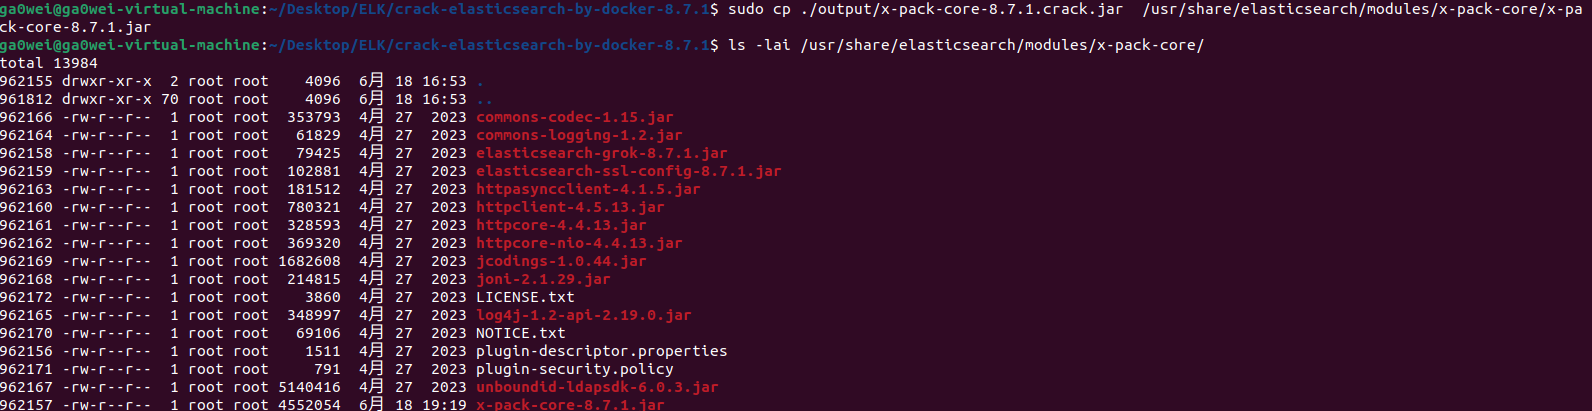 ga0wei@ga0wei-virtual-machine:~/Desktop/ELK/crack-elasticsearch-by-docker-8.7.1$ sudo cp ./output/x-pack-core-8.7.1.crack.jar  /usr/share/elasticsearch/modules/x-pack-core/x-pa
ck-core-8.7.1.jar
ga0wei@ga0wei-virtual-machine:~/Desktop/ELK/crack-elasticsearch-by-docker-8.7.1$ ls -lai /usr/share/elasticsearch/modules/x-pack-core/
total 13984
962155 drwxr-xr-x  2 root root    4096  6月 18 16:53 .
961812 drwxr-xr-x 70 root root    4096  6月 18 16:53 ..
962166 -rw-r--r--  1 root root  353793  4月 27  2023 commons-codec-1.15.jar
962164 -rw-r--r--  1 root root   61829  4月 27  2023 commons-logging-1.2.jar
962158 -rw-r--r--  1 root root   79425  4月 27  2023 elasticsearch-grok-8.7.1.jar
962159 -rw-r--r--  1 root root  102881  4月 27  2023 elasticsearch-ssl-config-8.7.1.jar
962163 -rw-r--r--  1 root root  181512  4月 27  2023 httpasyncclient-4.1.5.jar
962160 -rw-r--r--  1 root root  780321  4月 27  2023 httpclient-4.5.13.jar
962161 -rw-r--r--  1 root root  328593  4月 27  2023 httpcore-4.4.13.jar
962162 -rw-r--r--  1 root root  369320  4月 27  2023 httpcore-nio-4.4.13.jar
962169 -rw-r--r--  1 root root 1682608  4月 27  2023 jcodings-1.0.44.jar
962168 -rw-r--r--  1 root root  214815  4月 27  2023 joni-2.1.29.jar
962172 -rw-r--r--  1 root root    3860  4月 27  2023 LICENSE.txt
962165 -rw-r--r--  1 root root  348997  4月 27  2023 log4j-1.2-api-2.19.0.jar
962170 -rw-r--r--  1 root root   69106  4月 27  2023 NOTICE.txt
962156 -rw-r--r--  1 root root    1511  4月 27  2023 plugin-descriptor.properties
962171 -rw-r--r--  1 root root     791  4月 27  2023 plugin-security.policy
962167 -rw-r--r--  1 root root 5140416  4月 27  2023 unboundid-ldapsdk-6.0.3.jar
962157 -rw-r--r--  1 root root 4552054  6月 18 19:19 x-pack-core-8.7.1.jar